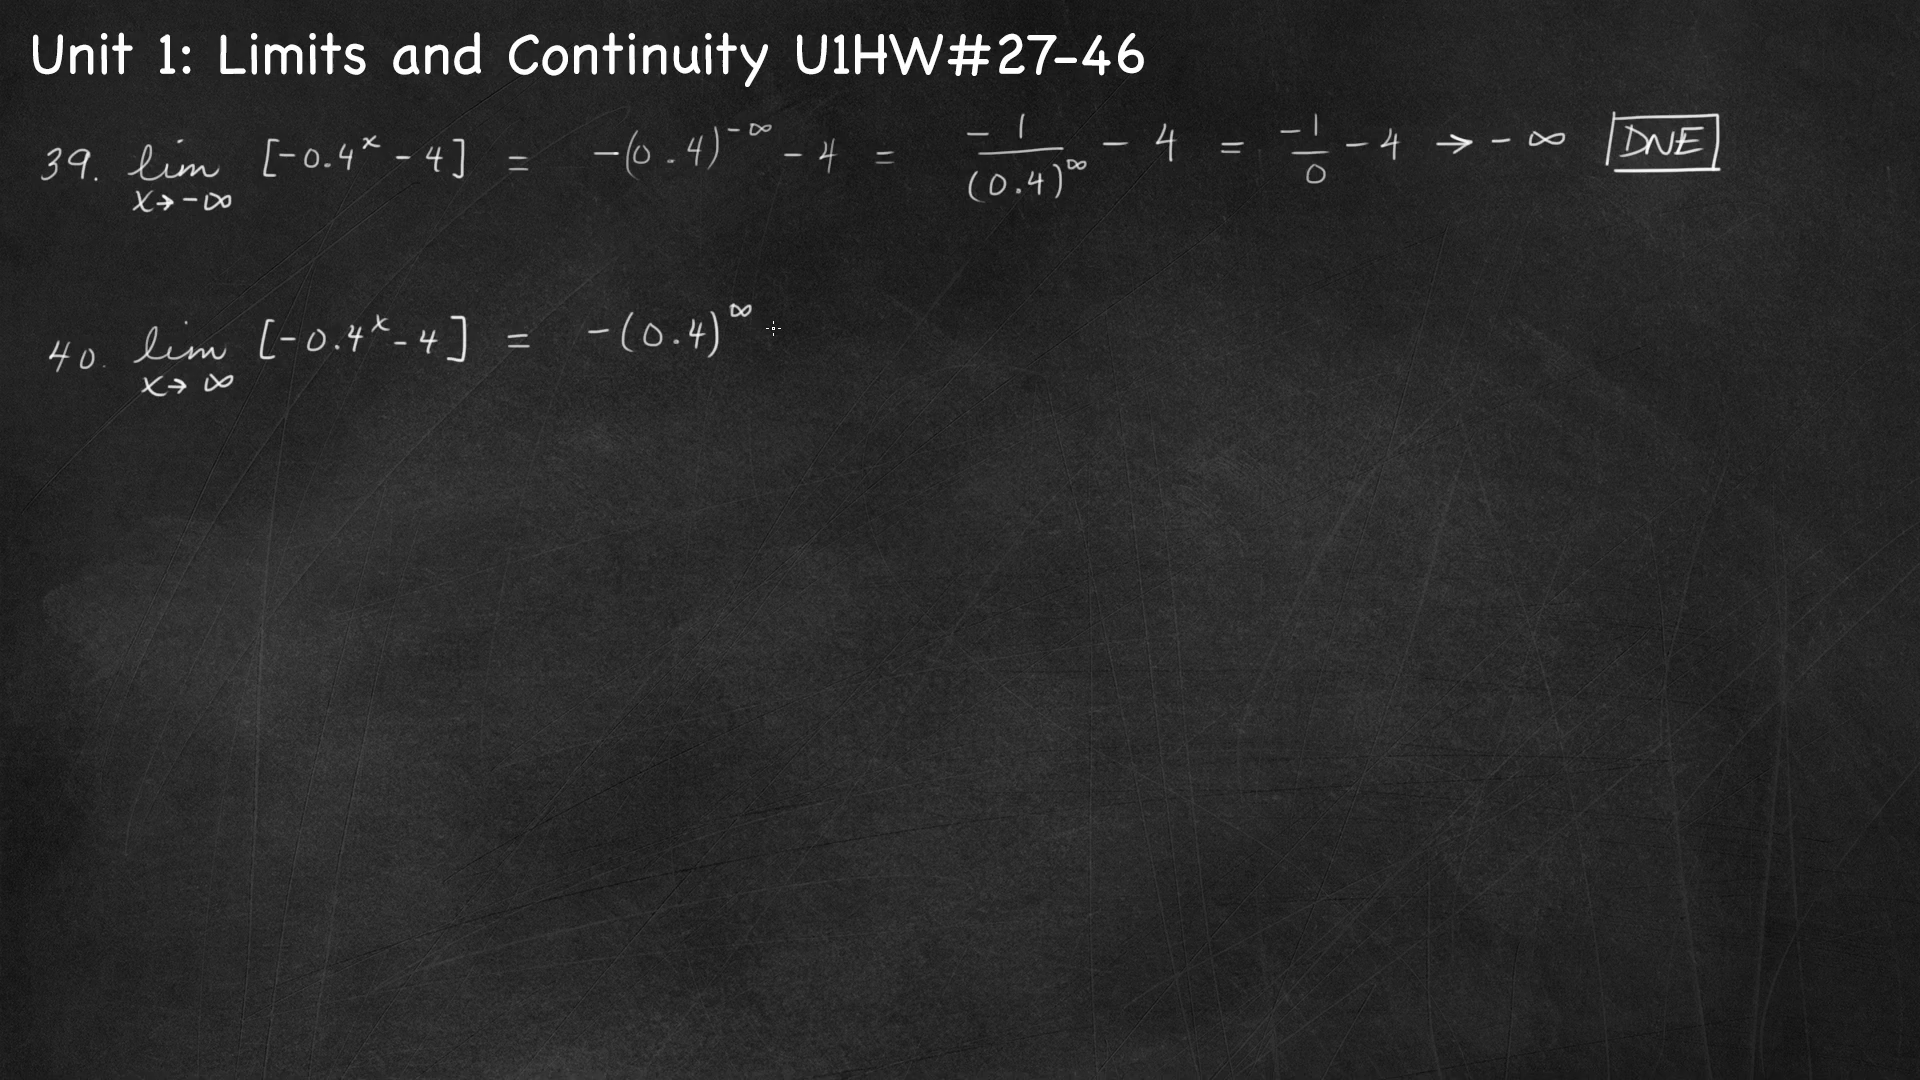 Unit 1: Limits and Continuity U1HW#27-46
39. lim x→-∞ [-0.4^x - 4] = -(0.4)^-∞ - 4 = -1/(0.4)^∞ - 4 = -1/0 - 4 → -∞ DNE
40. lim x→∞ [-0.4^x - 4] = -(0.4)^∞